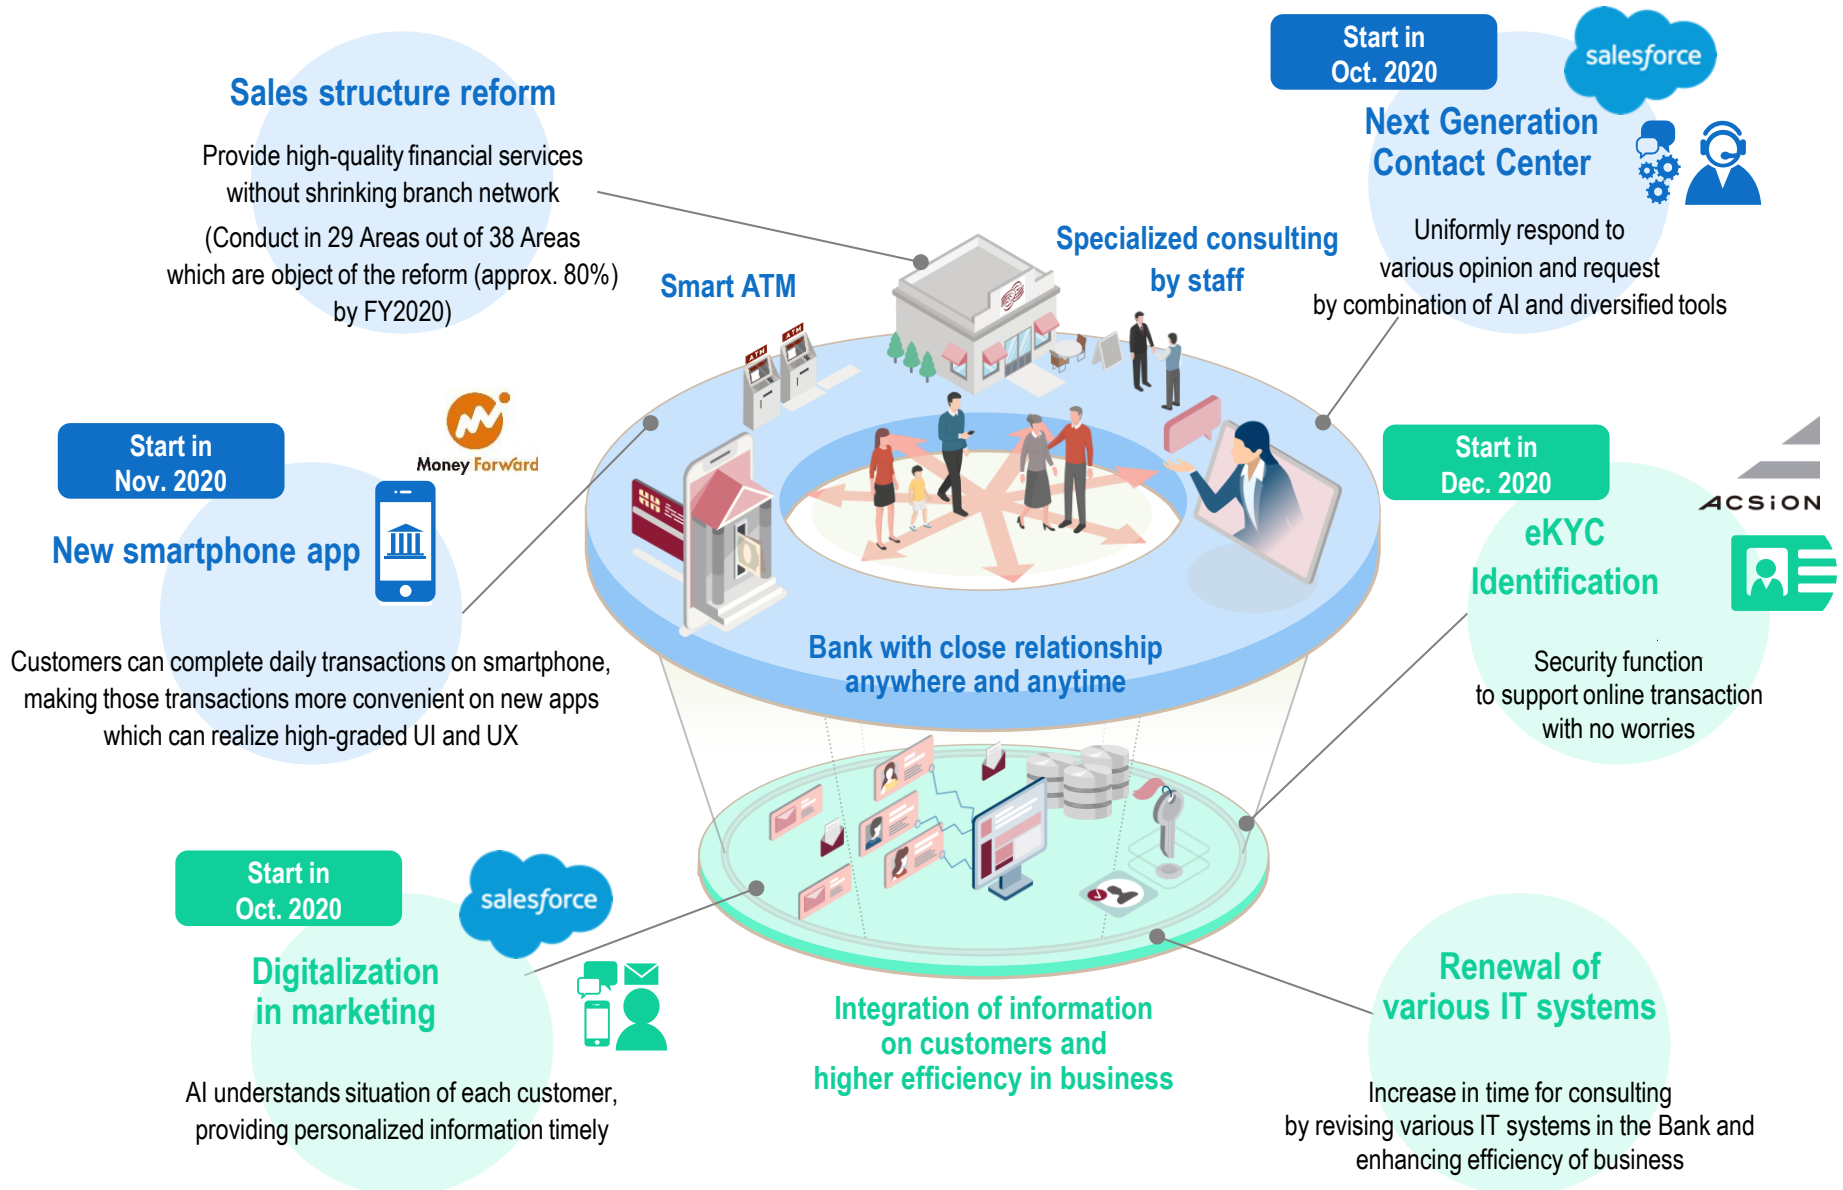 Sales structure reform
Provide high-quality financial services
without shrinking branch network
(Conduct in 29 Areas out of 38 Areas
which are object of the reform (approx. 80%)
by FY2020)
Start in
Oct. 2020
salesforce
Next Generation
Contact Center
Uniformly respond to
various opinion and request
by combination of AI and diversified tools
Smart ATM
Specialized consulting
by staff
ATM
ATM
Start in
Nov. 2020
Money Forward
New smartphone app
Customers can complete daily transactions on smartphone,
making those transactions more convenient on new apps
which can realize high-graded UI and UX
Start in
Dec. 2020
ACSiON
eKYC
Identification
Security function
to support online transaction
with no worries
Bank with close relationship
anywhere and anytime
Start in
Oct. 2020
salesforce
Digitalization
in marketing
AI understands situation of each customer,
providing personalized information timely
Integration of information
on customers and
higher efficiency in business
Renewal of
various IT systems
Increase in time for consulting
by revising various IT systems in the Bank and
enhancing efficiency of business